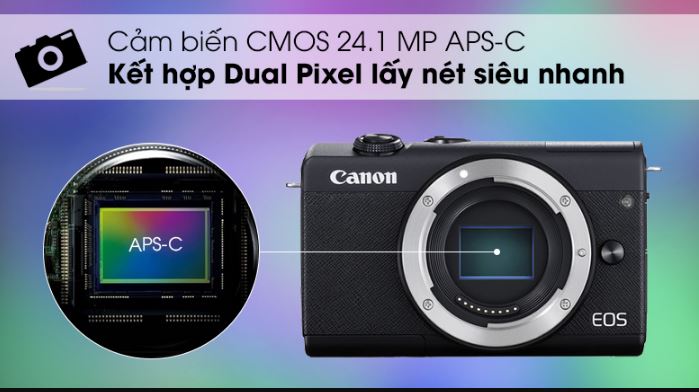 Cảm biến CMOS 24.1 MP APS-C
Kết hợp Dual Pixel lấy nét siêu nhanh
APS-C
Canon
EOS